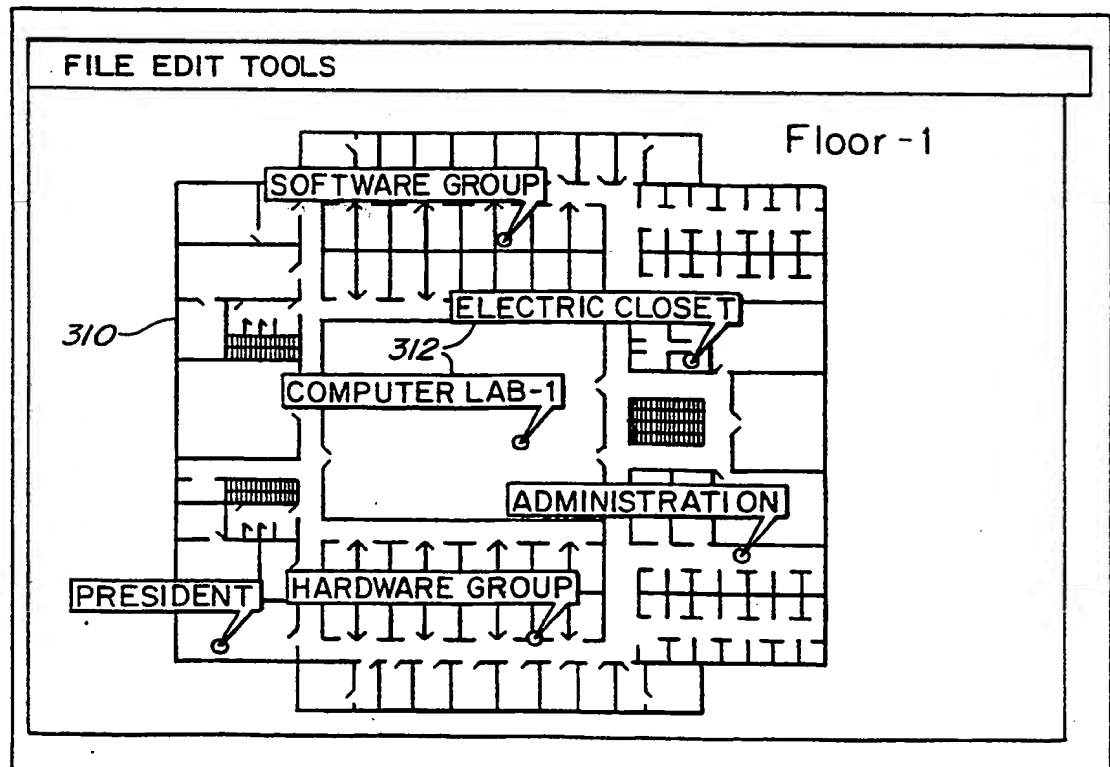 FILE EDIT TOOLS
Floor-1
SOFTWARE GROUP
ELECTRIC CLOSET
310
312
COMPUTER LAB-1
ADMINISTRATION
HARDWARE GROUP
PRESIDENT